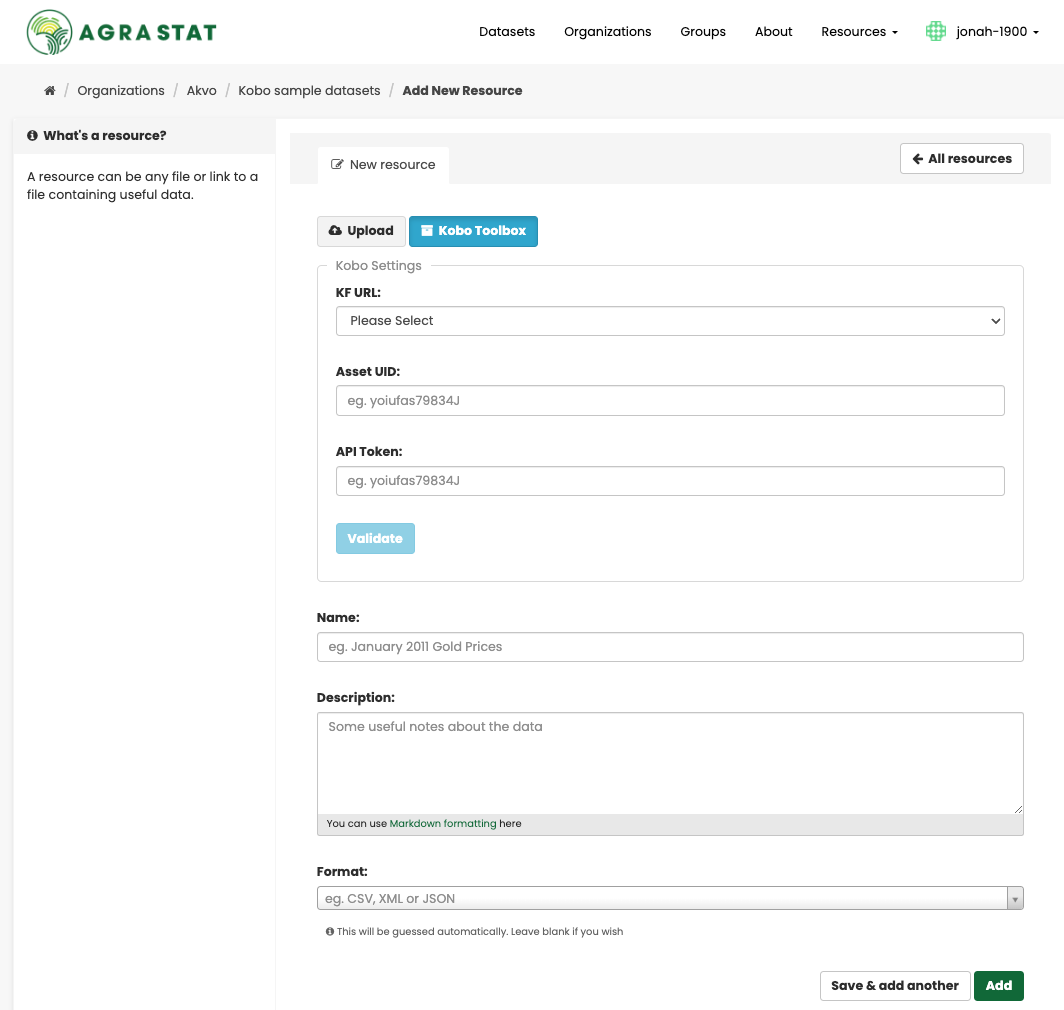 AGRA STAT
Datasets Organizations Groups About Resources jonah-1900
/ Organizations / Akvo / Kobo sample datasets / Add New Resource
What's a resource?
A resource can be any file or link to a
file containing useful data.
New resource
All resources
Upload Kobo Toolbox
Kobo Settings
KF URL:
Please Select
Asset UID:
eg. yoiufas79834J
API Token:
eg. yoiufas79834J
Validate
Name:
eg. January 2011 Gold Prices
Description:
Some useful notes about the data
You can use Markdown formatting here
Format:
eg. CSV, XML or JSON
This will be guessed automatically. Leave blank if you wish
Save & add another Add